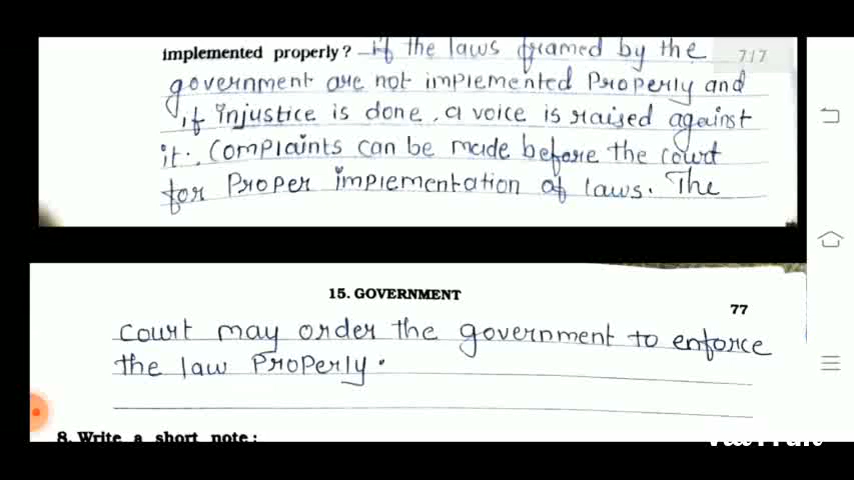 implemented properly? if the laws framed by the
7/7
government are not implemented Properly and
if injustice is done, a voice is raised against
it. Complaints can be made before the court
for Proper implementation of laws. The
15. GOVERNMENT
77
court may order the government to enforce
the law Properly.
8. Write a short note: